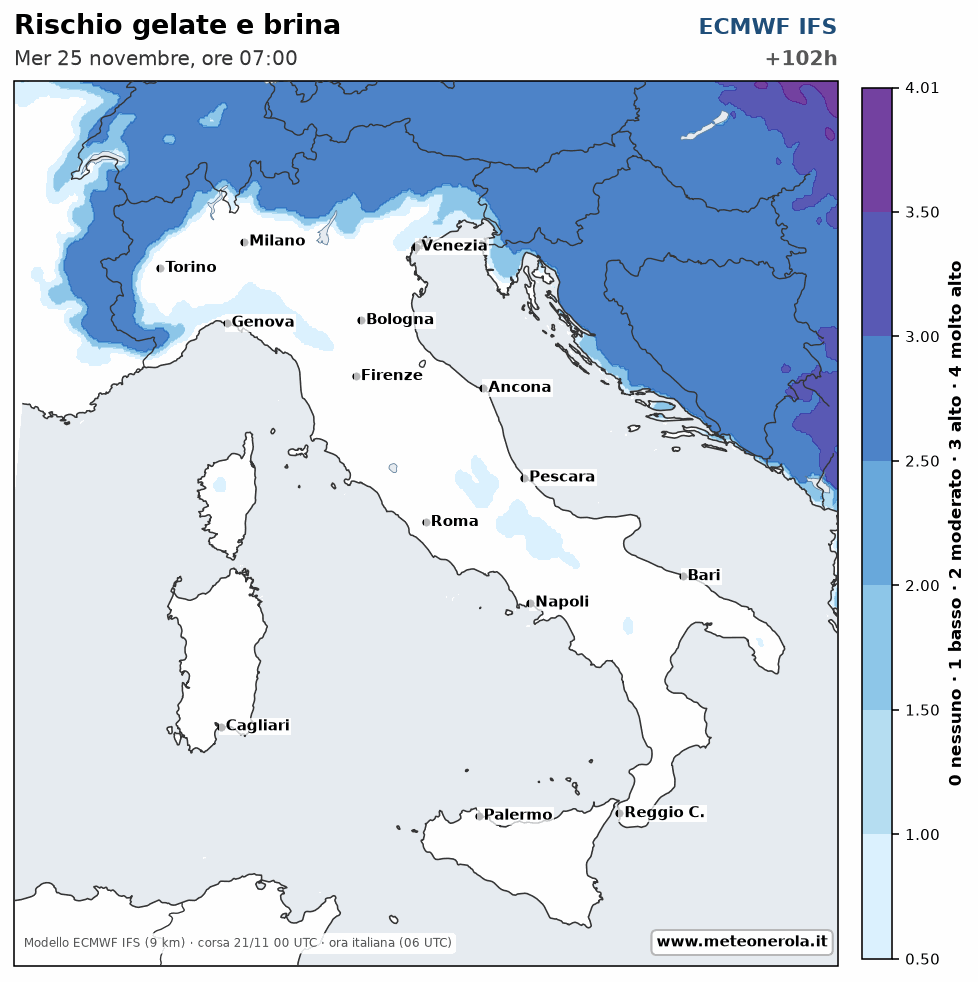 Rischio gelate e brina
ECMWF IFS
Mer 25 novembre, ore 07:00
+102h
4.01
3.50
3.00
2.50
2.00
1.50
1.00
0.50
0 nessuno · 1 basso · 2 moderato · 3 alto · 4 molto alto
Milano
Venezia
Torino
Genova
Bologna
Firenze
Ancona
Pescara
Roma
Bari
Napoli
Cagliari
Palermo
Reggio C.
Modello ECMWF IFS (9 km) · corsa 21/11 00 UTC · ora italiana (06 UTC)
www.meteonerola.it